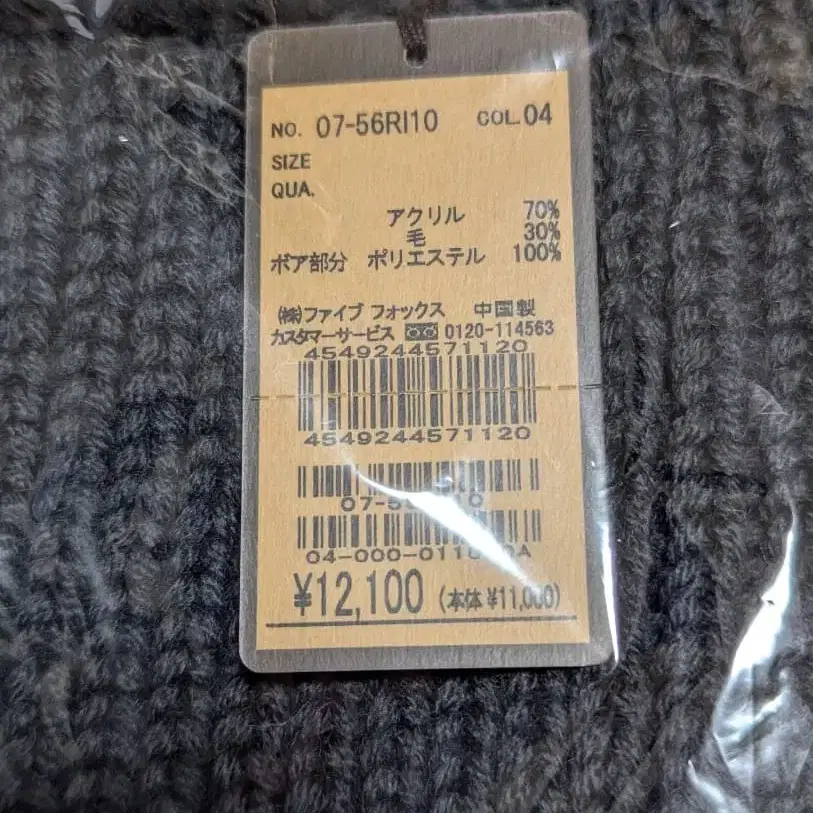 NO. 07-56RI10 COL.04
SIZE
QUA.
アクリル 70%
毛 30%
ボア部分 ポリエステル 100%
(株)ファイブ フォックス 中国製
カスタマーサービス 0120-114563
4549244571120
4549244571120
¥12,100 (本体 ¥11,000)